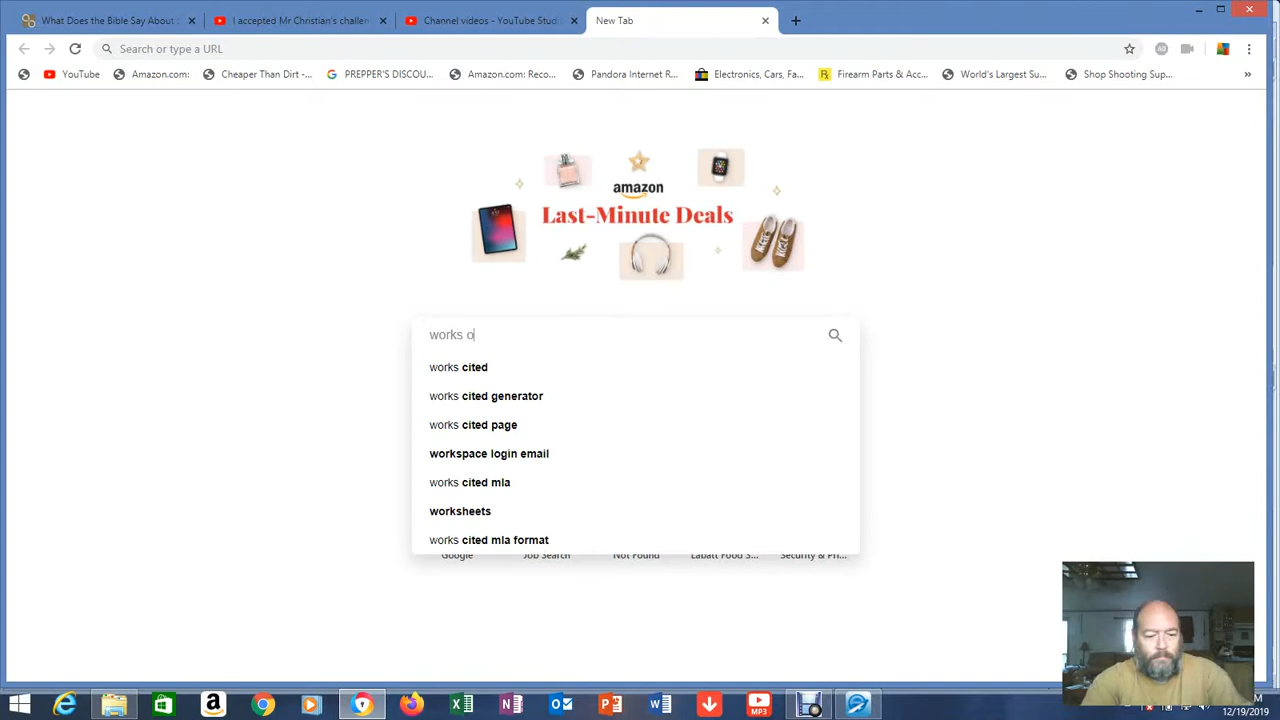 What Does the Bible Say About
I accepted Mr Christian's challen
Channel videos - YouTube Studi
New Tab
Search or type a URL
YouTube
Amazon.com:
Cheaper Than Dirt -...
PREPPER'S DISCOU...
Amazon.com: Reco...
Pandora Internet R...
Electronics, Cars, Fa...
Firearm Parts & Acc...
World's Largest Su...
Shop Shooting Sup...
»
amazon
Last-Minute Deals
works o
works cited
works cited generator
works cited page
workspace login email
works cited mla
worksheets
works cited mla format
Google
Job Search
Not Found
Labatt Food S...
Security & Pri...
MP3
12/19/2019